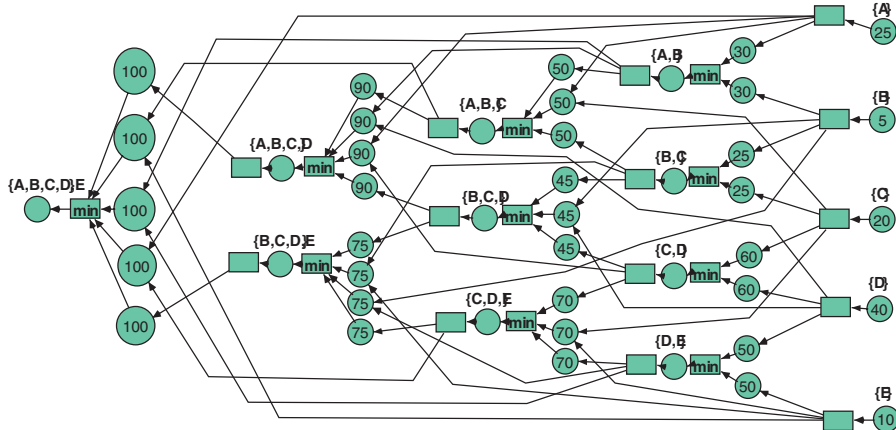 {A}
25
{A,B}
30
min
30
{B}
5
100
50
{A,B,C}
min
50
50
90
90
90
90
{A,B,C,D}
min
100
{B,C}
25
min
25
{C}
20
45
{B,C,D}
min
45
45
{A,B,C,D}E
min
100
{B,C,D}E
min
75
75
75
75
{C,D}
60
min
60
{D}
40
100
{C,D,E}
70
min
70
70
100
{D,E}
50
min
50
{E}
10